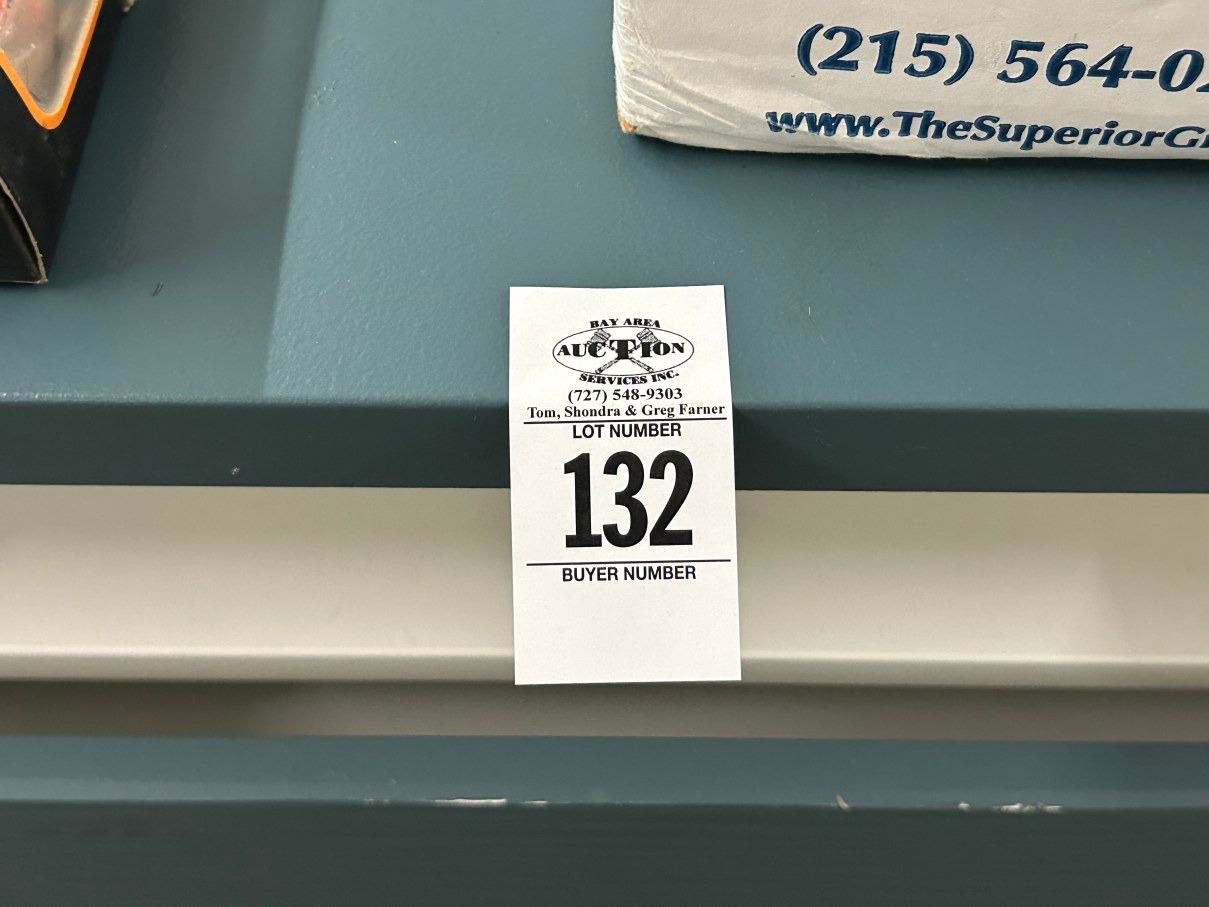 (215) 564-0
www.TheSuperiorG
BAY AREA
AUCTION
SERVICES INC.
(727) 548-9303
Tom, Shondra & Greg Farner
LOT NUMBER
132
BUYER NUMBER